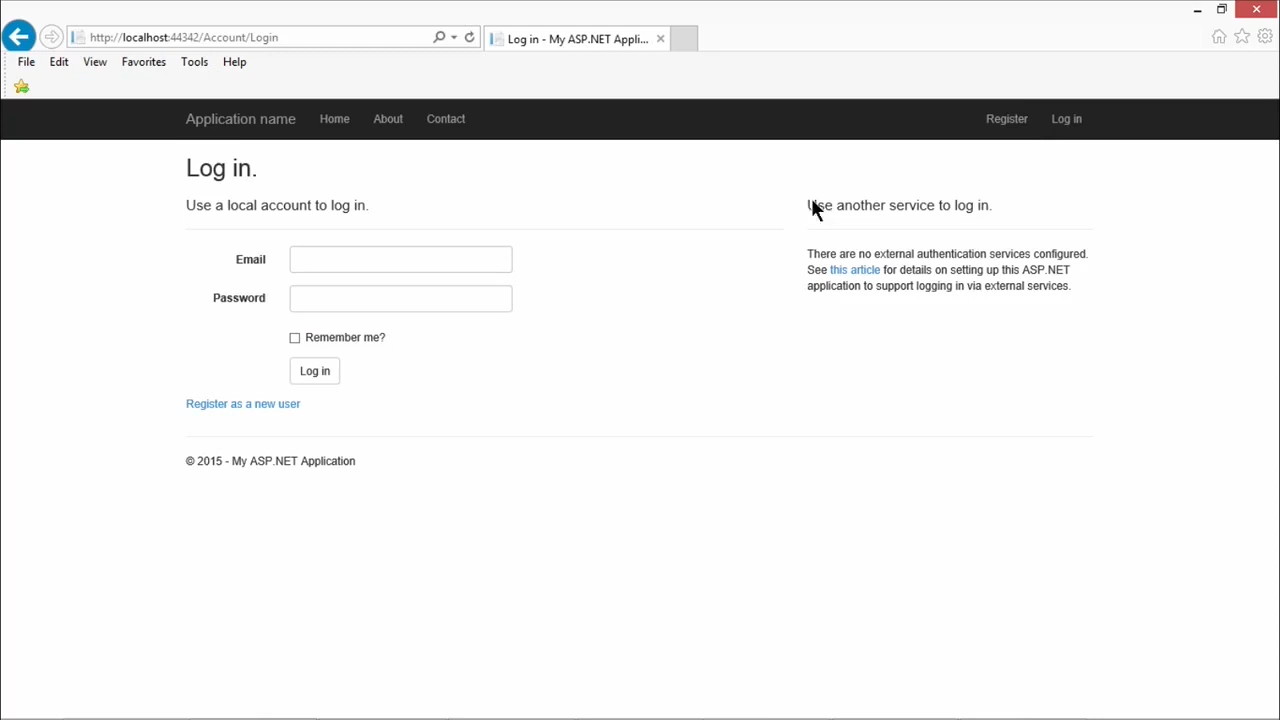 http://localhost:44342/Account/Login
Log in - My ASP.NET Appli...
File Edit View Favorites Tools Help
Application name Home About Contact Register Log in
Log in.
Use a local account to log in.
Email
Password
Remember me?
Log in
Register as a new user
Use another service to log in.
There are no external authentication services configured.
See this article for details on setting up this ASP.NET
application to support logging in via external services.
© 2015 - My ASP.NET Application